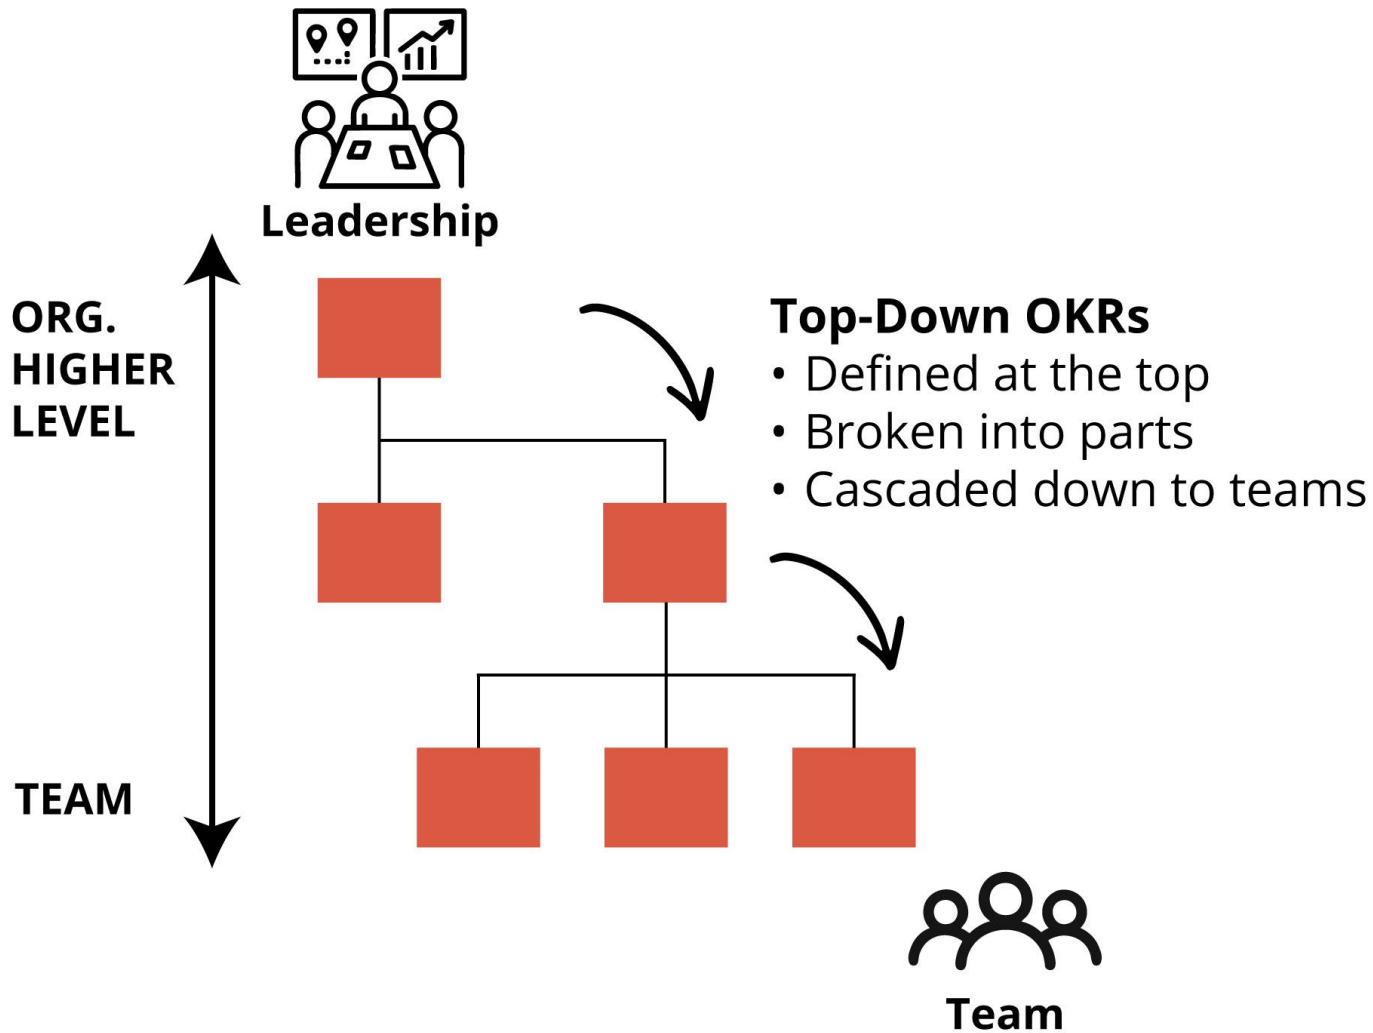 Leadership
ORG.
HIGHER
LEVEL
Top-Down OKRs
• Defined at the top
• Broken into parts
• Cascaded down to teams
TEAM
Team